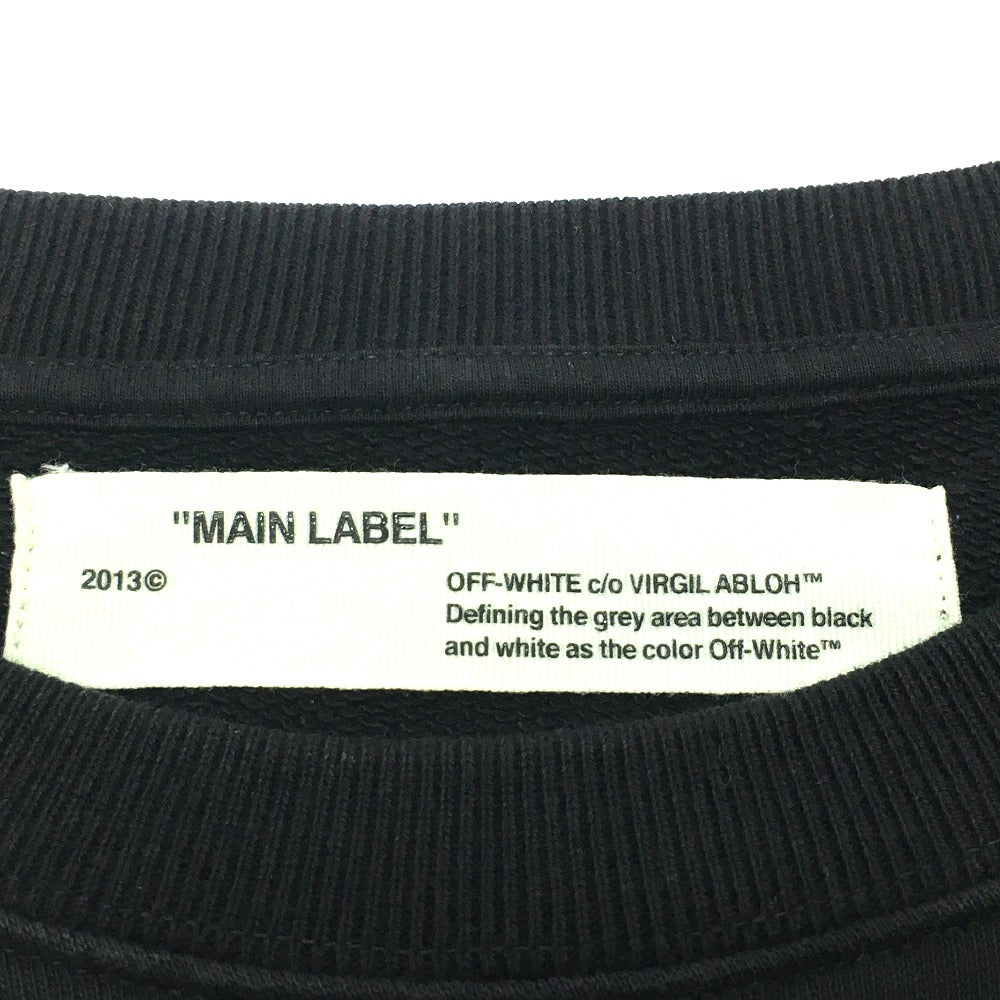 "MAIN LABEL"
2013©
OFF-WHITE c/o VIRGIL ABLOH™
Defining the grey area between black
and white as the color Off-White™